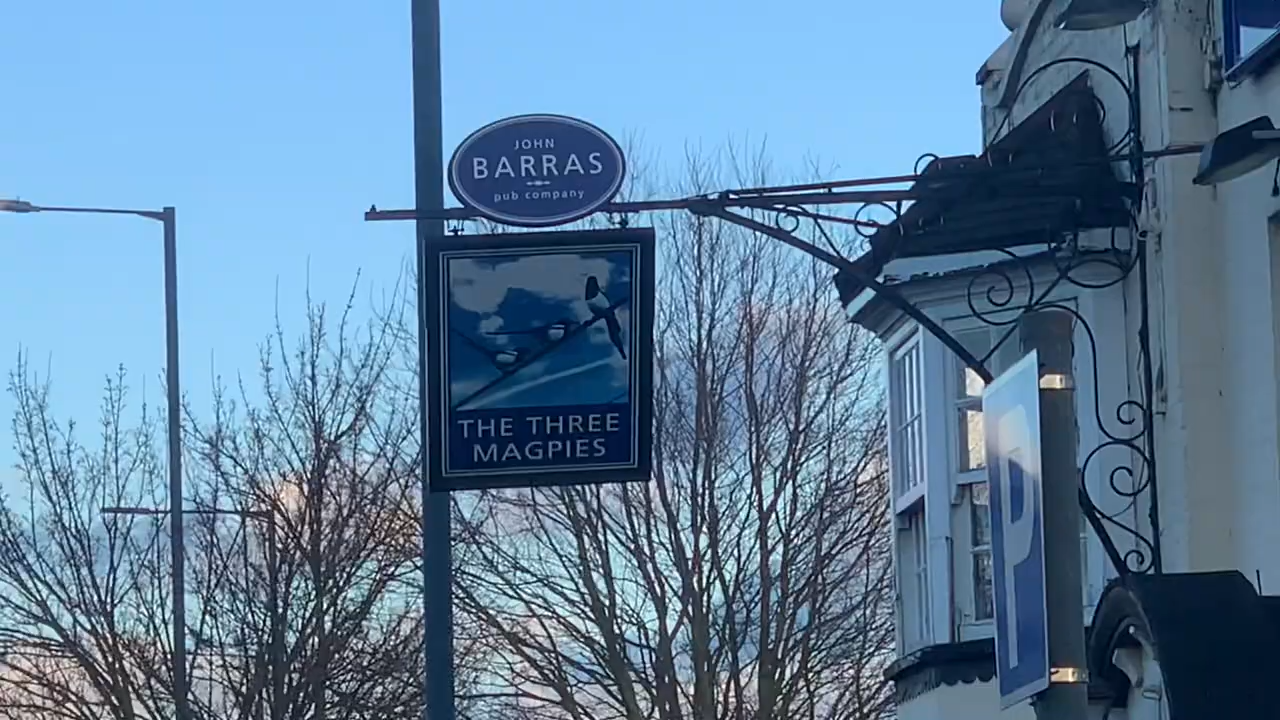 JOHN
BARRAS
pub company
THE THREE
MAGPIES
P